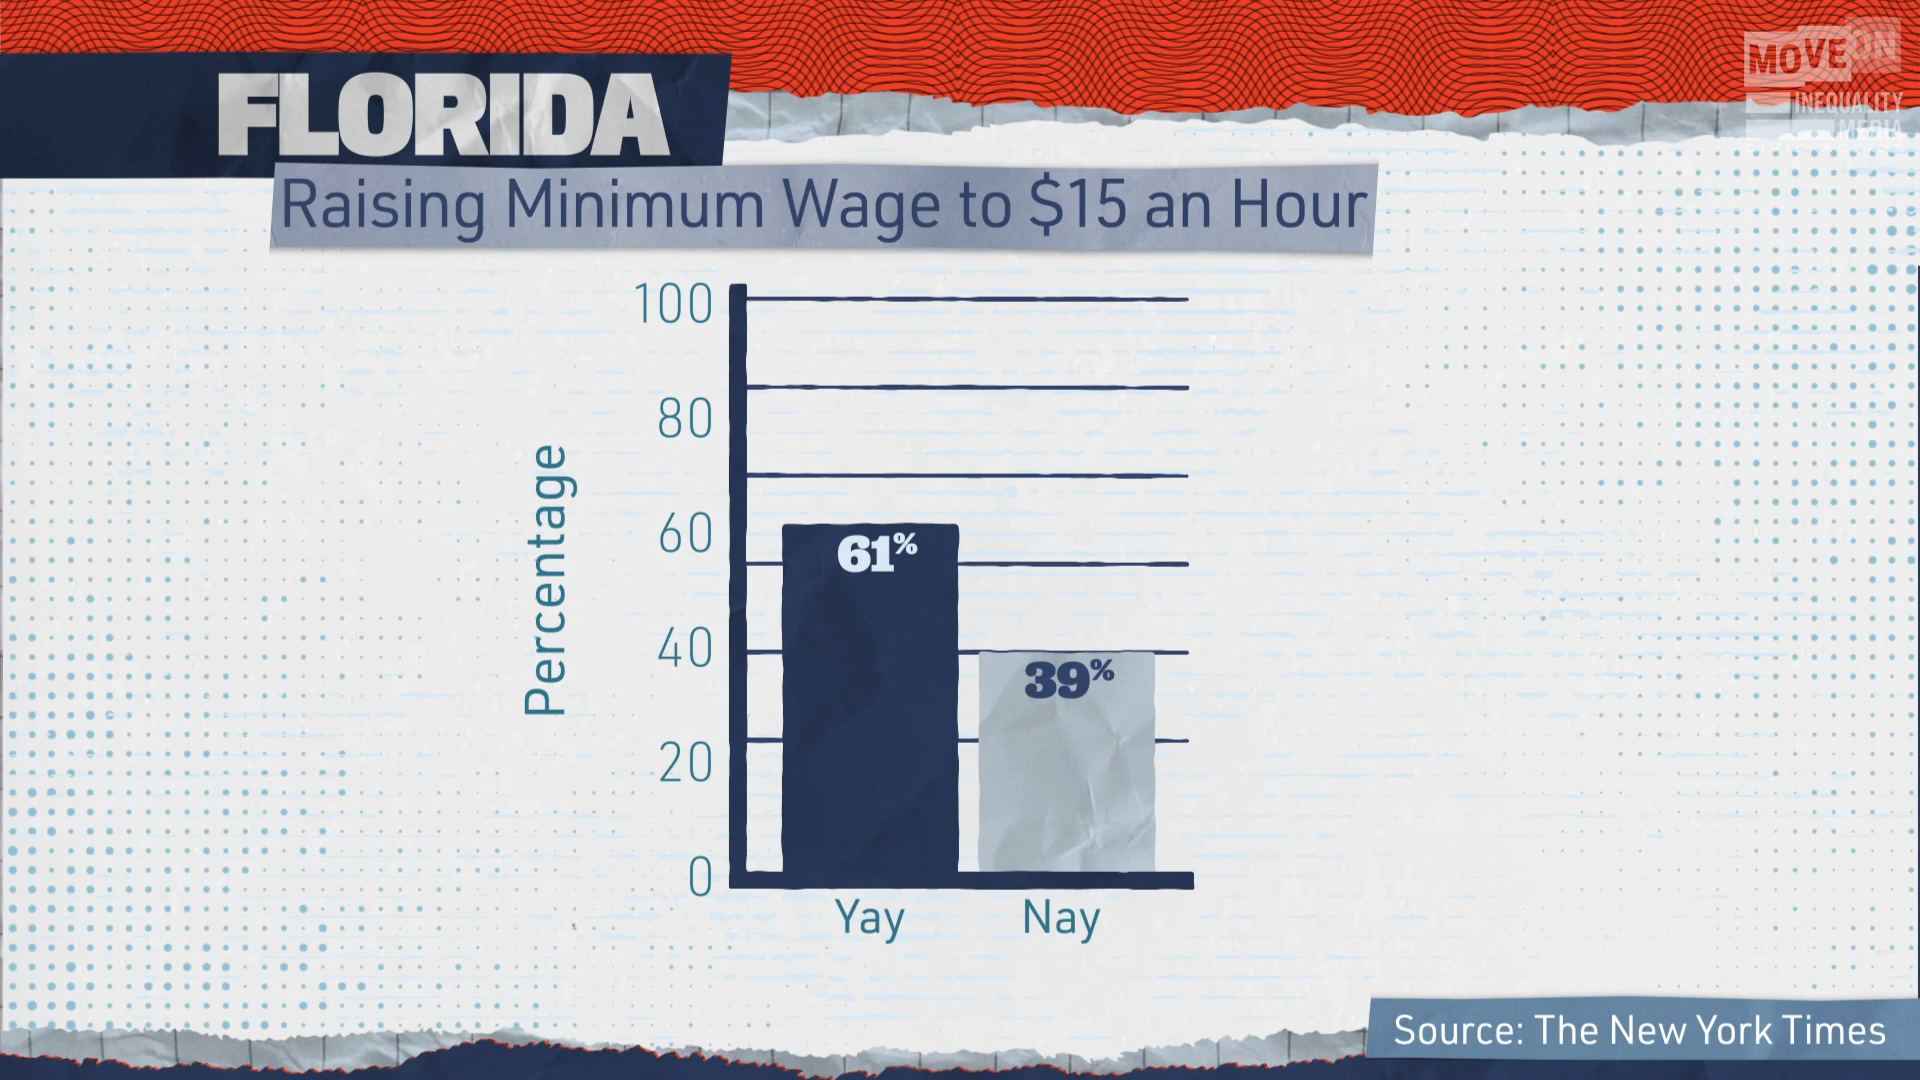 MOVE ON
INEQUALITY
MEDIA
FLORIDA
Raising Minimum Wage to $15 an Hour
Percentage
100
80
60
40
20
0
61%
39%
Yay
Nay
Source: The New York Times